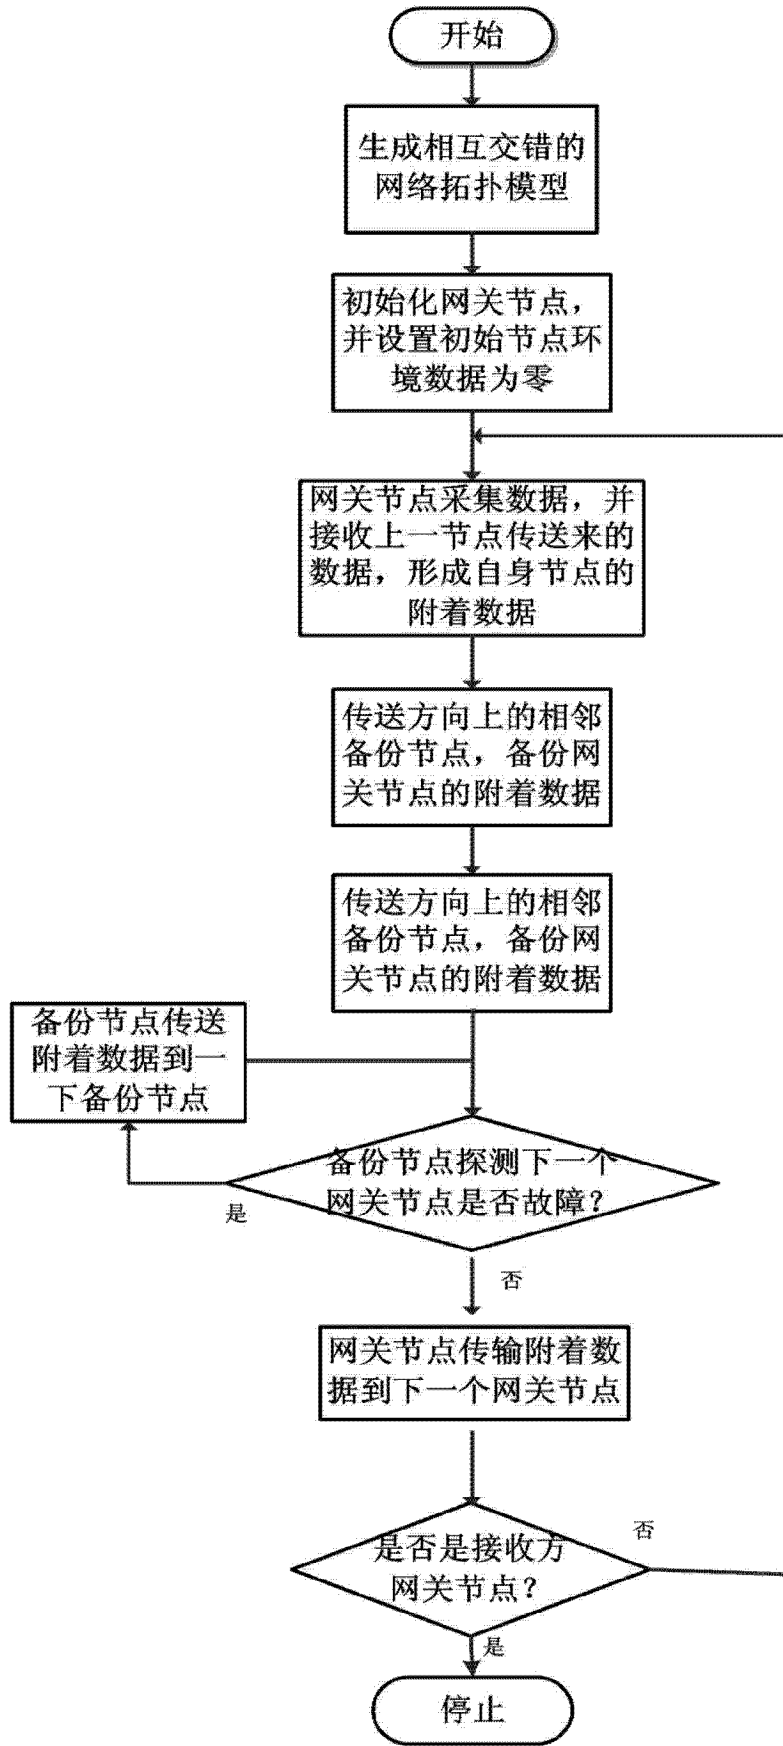 开始
生成相互交错的
网络拓扑模型
初始化网关节点，
并设置初始节点环
境数据为零
网关节点采集数据，并
接收上一节点传送来的
数据，形成自身节点的
附着数据
传送方向上的相邻
备份节点，备份网
关节点的附着数据
传送方向上的相邻
备份节点，备份网
关节点的附着数据
备份节点传送
附着数据到一
下备份节点
备份节点探测下一个
网关节点是否故障？
是
否
网关节点传输附着数
据到下一个网关节点
是否是接收方
网关节点？
否
是
停止